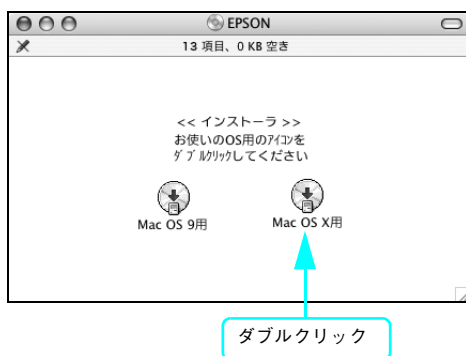 EPSON
13 項目、0 KB 空き
<< インストーラ >>
お使いのOS用のｱｲｺﾝを
ﾀﾞﾌﾞﾙｸﾘｯｸしてください
Mac OS 9用
Mac OS X用
ダブルクリック